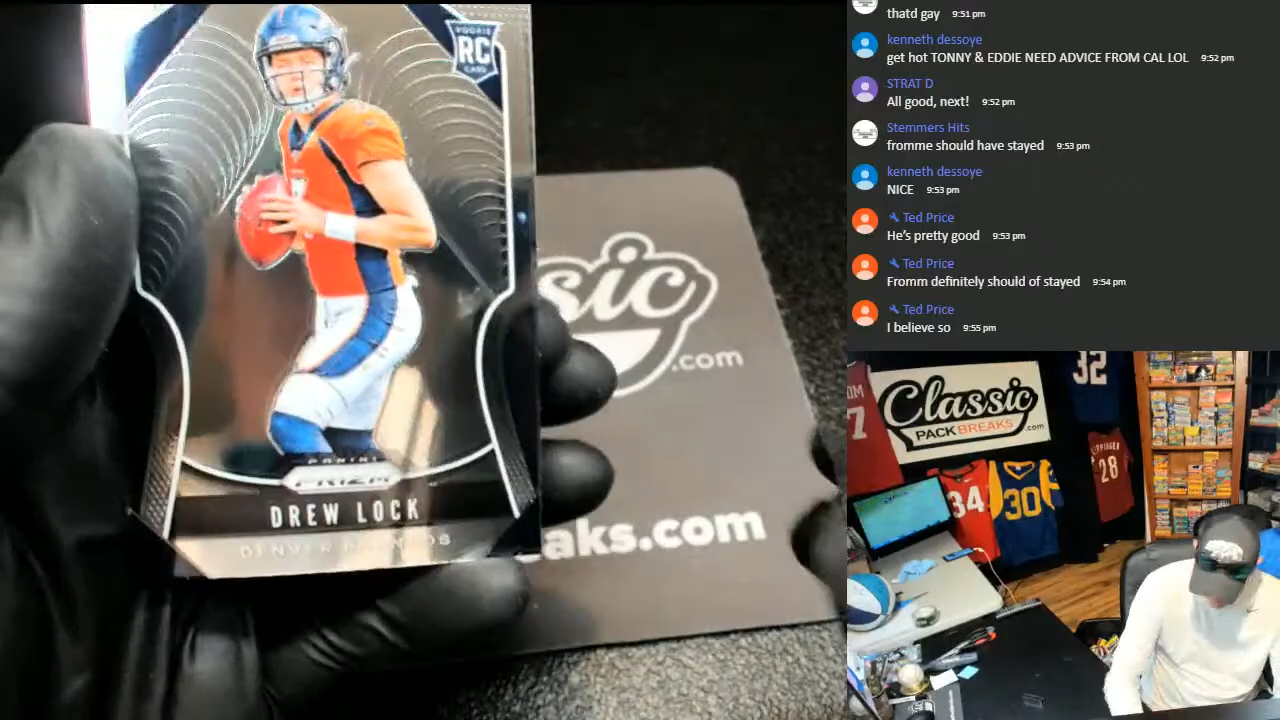 ROOKIE
RC
CARD
PANINI
PRIZM
DREW LOCK
DENVER BRONCOS
sic
.com
aks.com
thatd gay 9:51 pm
kenneth dessoye
get hot TONNY & EDDIE NEED ADVICE FROM CAL LOL 9:52 pm
STRAT D
All good, next! 9:52 pm
Stemmers Hits
fromme should have stayed 9:53 pm
kenneth dessoye
NICE 9:53 pm
Ted Price
He's pretty good 9:53 pm
Ted Price
Fromm definitely should of stayed 9:54 pm
Ted Price
I believe so 9:55 pm
Classic
PACK BREAKS
.com
32
7
34
30
28